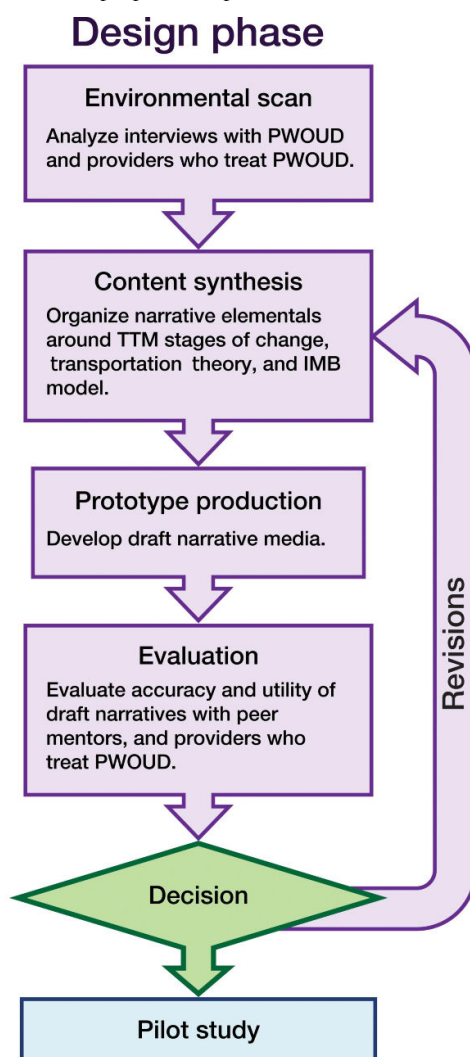 Design phase
Environmental scan
Analyze interviews with PWOUD
and providers who treat PWOUD.
Content synthesis
Organize narrative elementals
around TTM stages of change,
transportation theory, and IMB
model.
Prototype production
Develop draft narrative media.
Evaluation
Evaluate accuracy and utility of
draft narratives with peer
mentors, and providers who
treat PWOUD.
Revisions
Decision
Pilot study